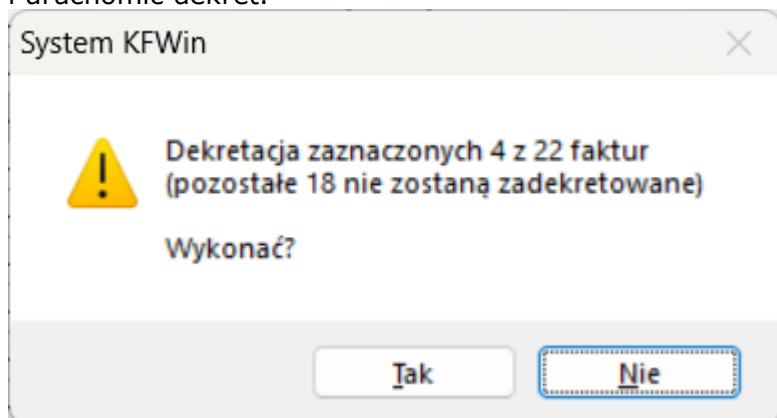 System KFWin
Dekretacja zaznaczonych 4 z 22 faktur
(pozostałe 18 nie zostaną zadekretowane)
Wykonać?
Tak
Nie